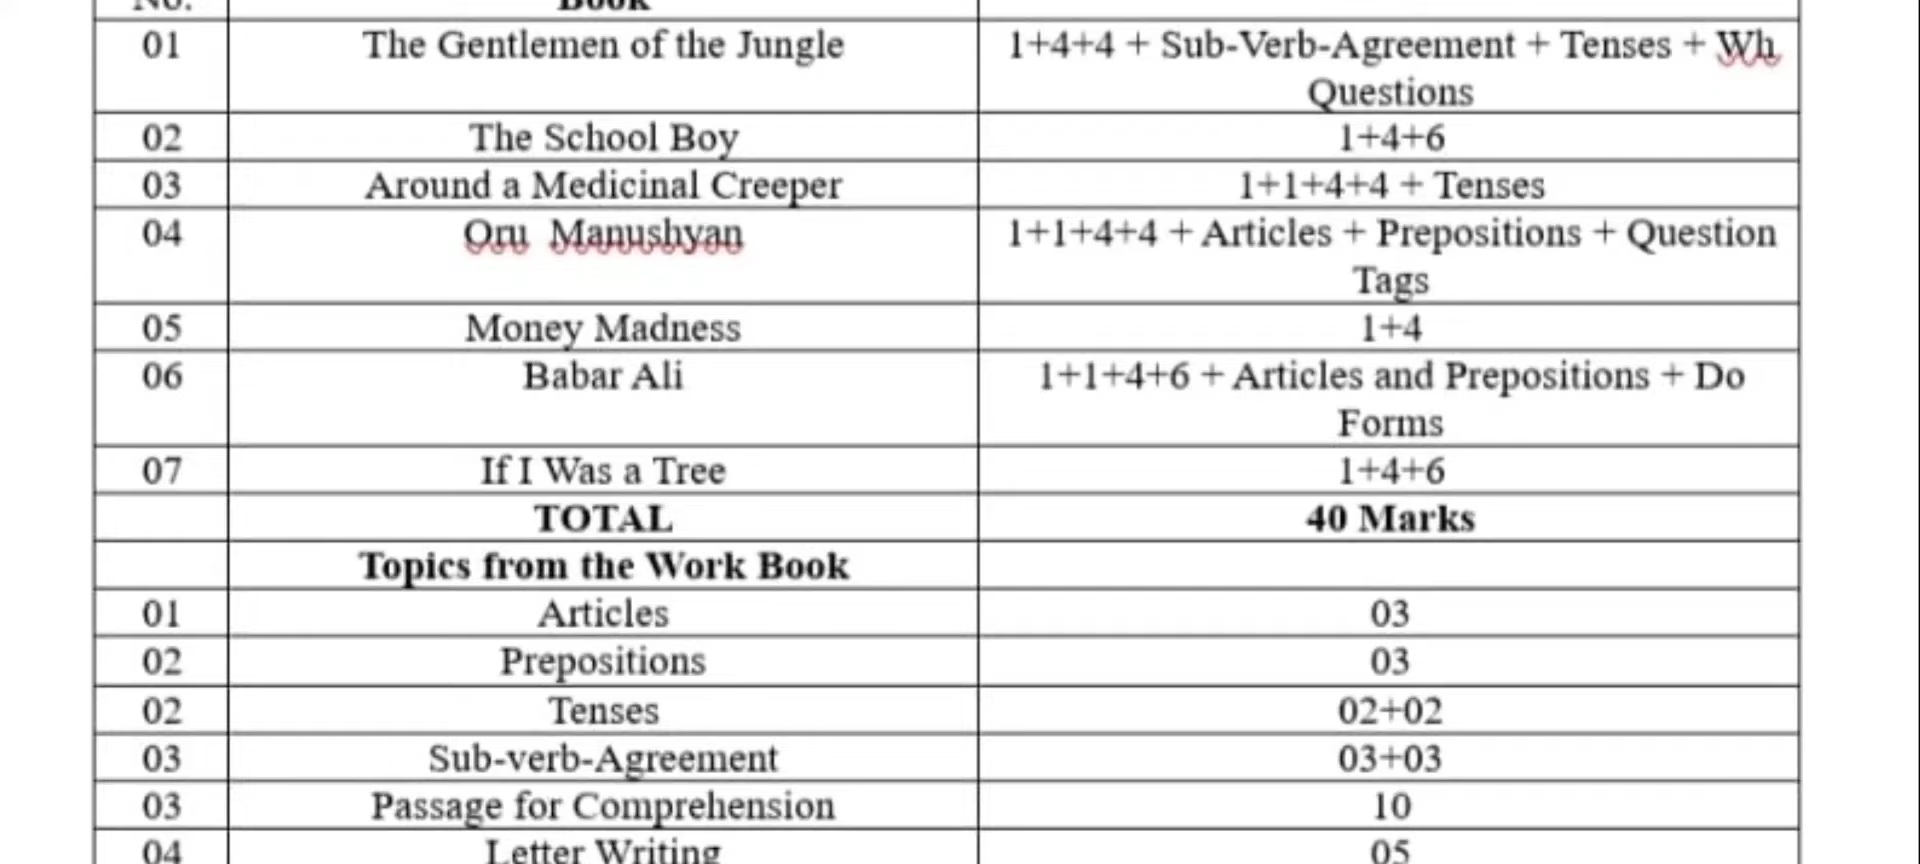 No. Book
01 The Gentlemen of the Jungle 1+4+4 + Sub-Verb-Agreement + Tenses + Wh
Questions
02 The School Boy 1+4+6
03 Around a Medicinal Creeper 1+1+4+4 + Tenses
04 Oru Manushyan 1+1+4+4 + Articles + Prepositions + Question
Tags
05 Money Madness 1+4
06 Babar Ali 1+1+4+6 + Articles and Prepositions + Do
Forms
07 If I Was a Tree 1+4+6
TOTAL 40 Marks
Topics from the Work Book
01 Articles 03
02 Prepositions 03
02 Tenses 02+02
03 Sub-verb-Agreement 03+03
03 Passage for Comprehension 10
04 Letter Writing 05